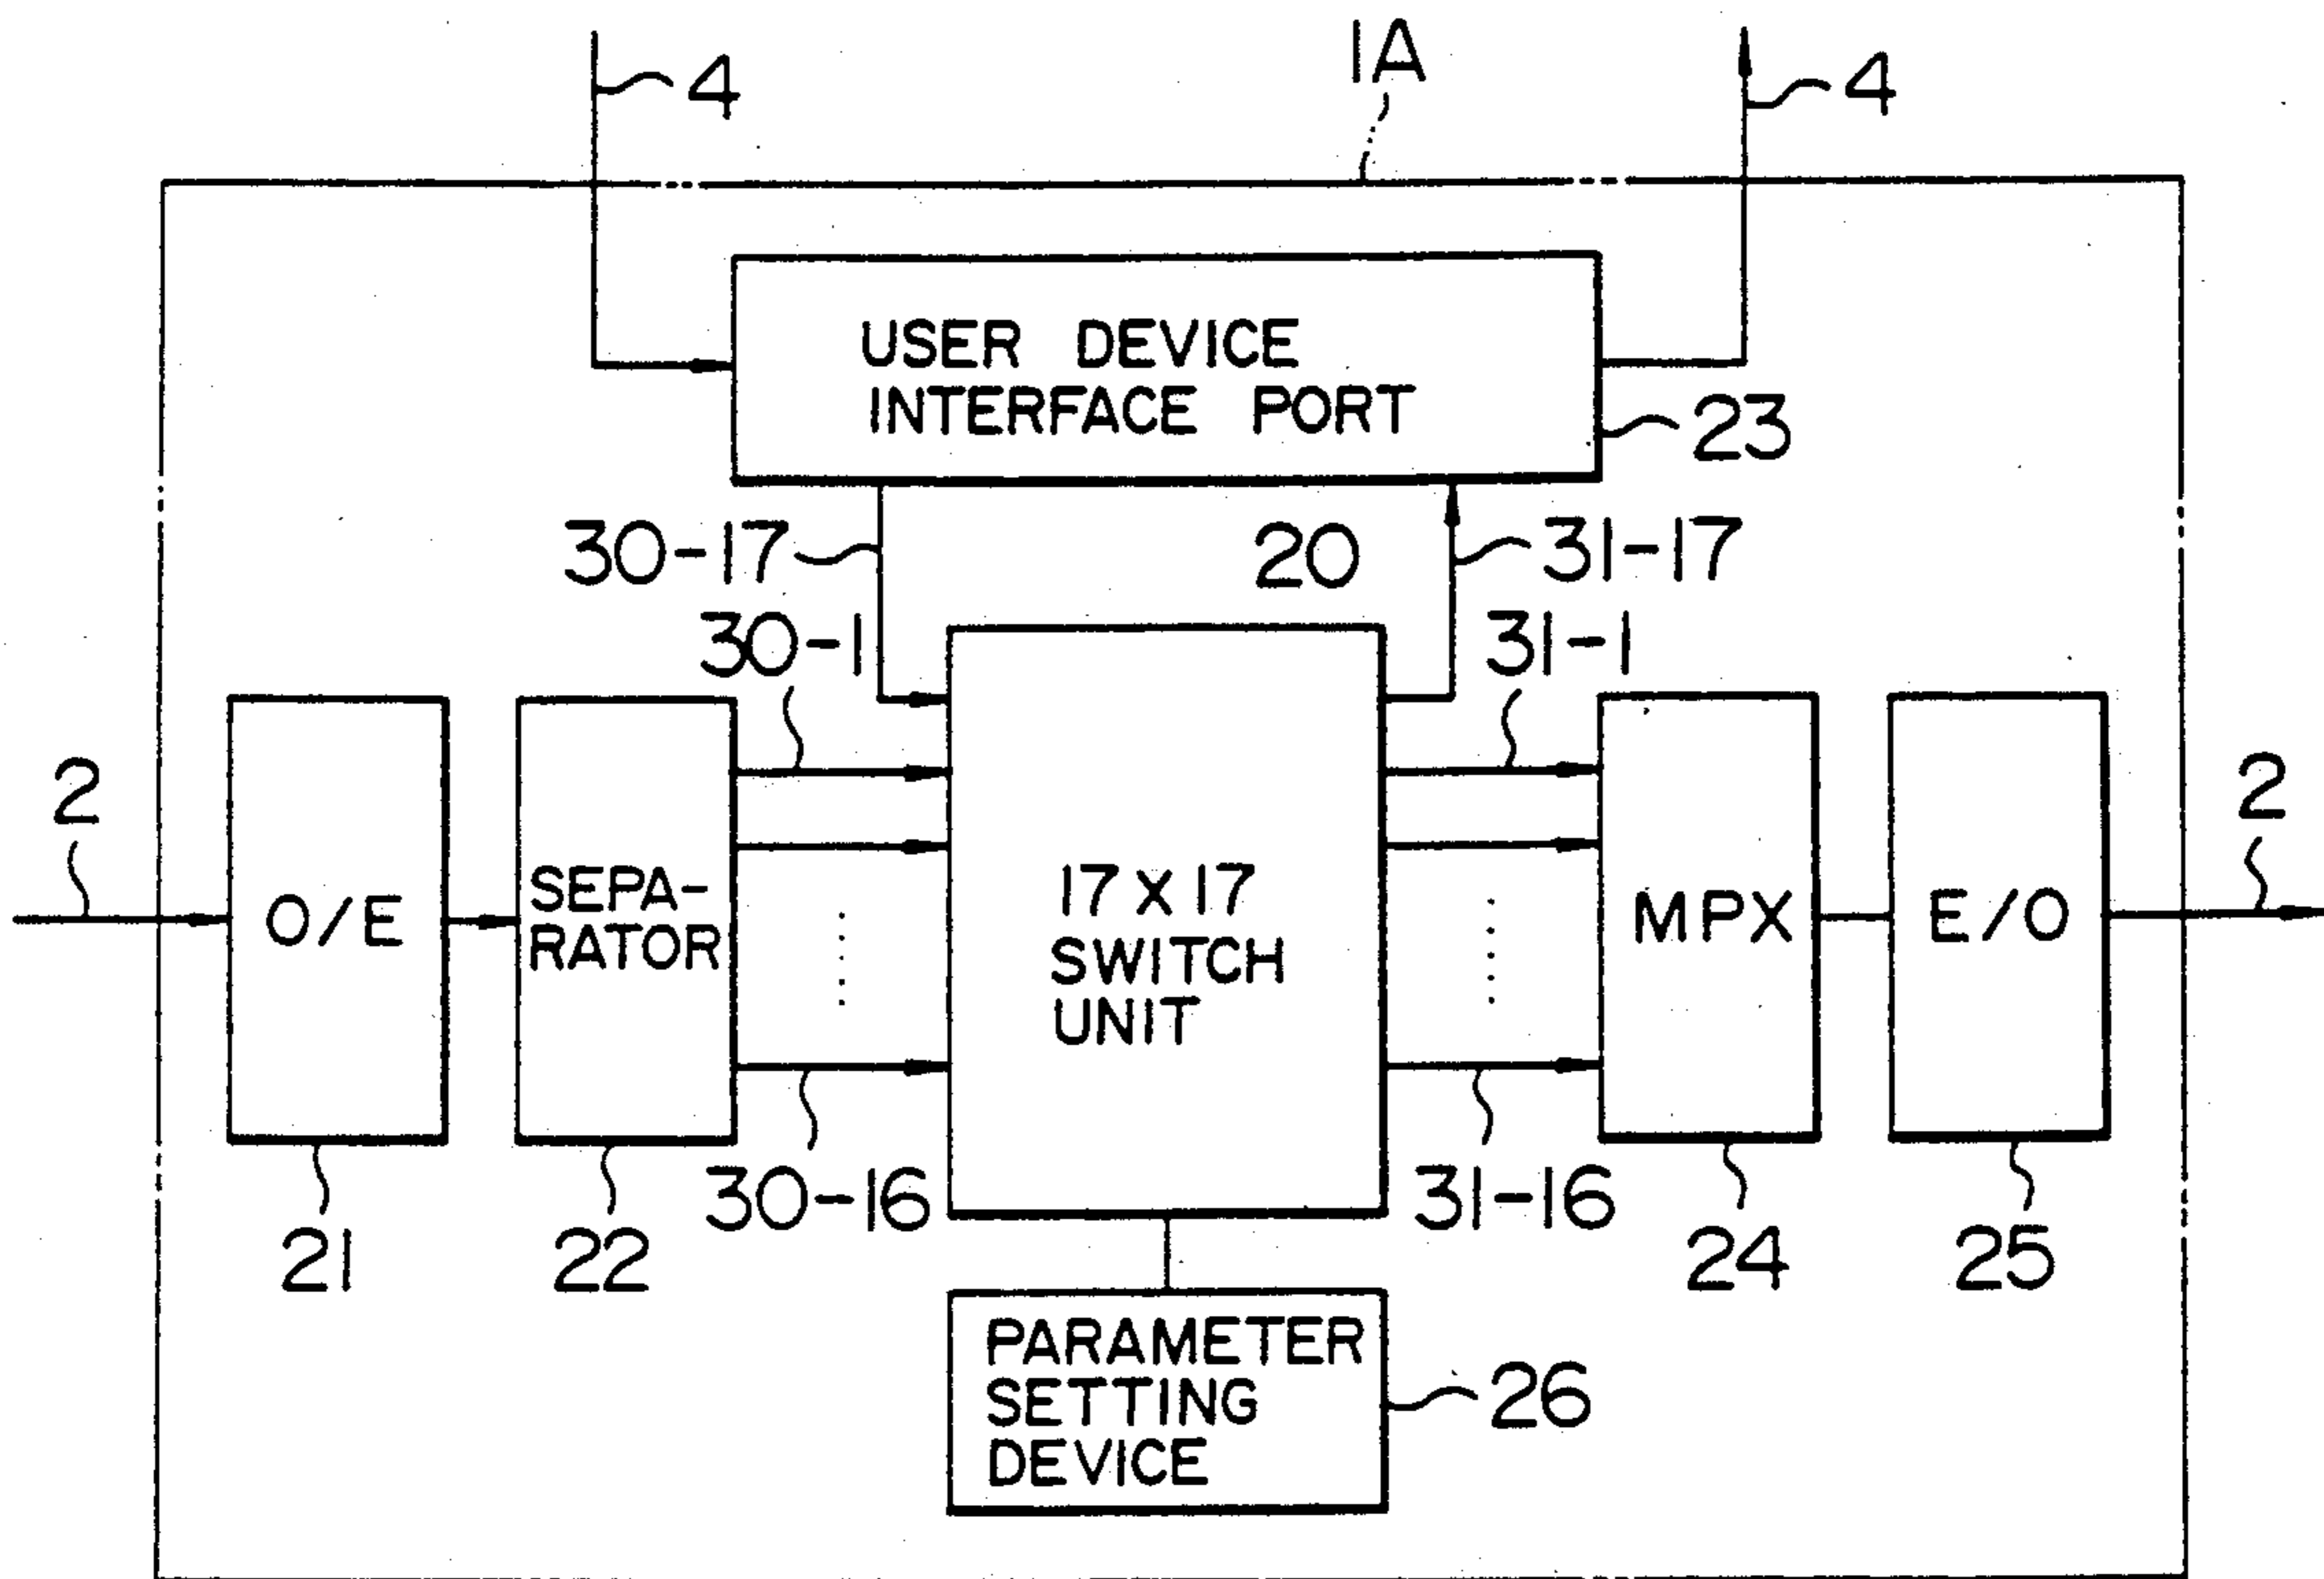 1A
4
4
USER DEVICE
INTERFACE PORT
23
30-17
20
31-17
30-1
31-1
2
2
O/E
SEPA-
RATOR
17 X 17
SWITCH
UNIT
MPX
E/O
30-16
31-16
21
22
24
25
PARAMETER
SETTING
DEVICE
26